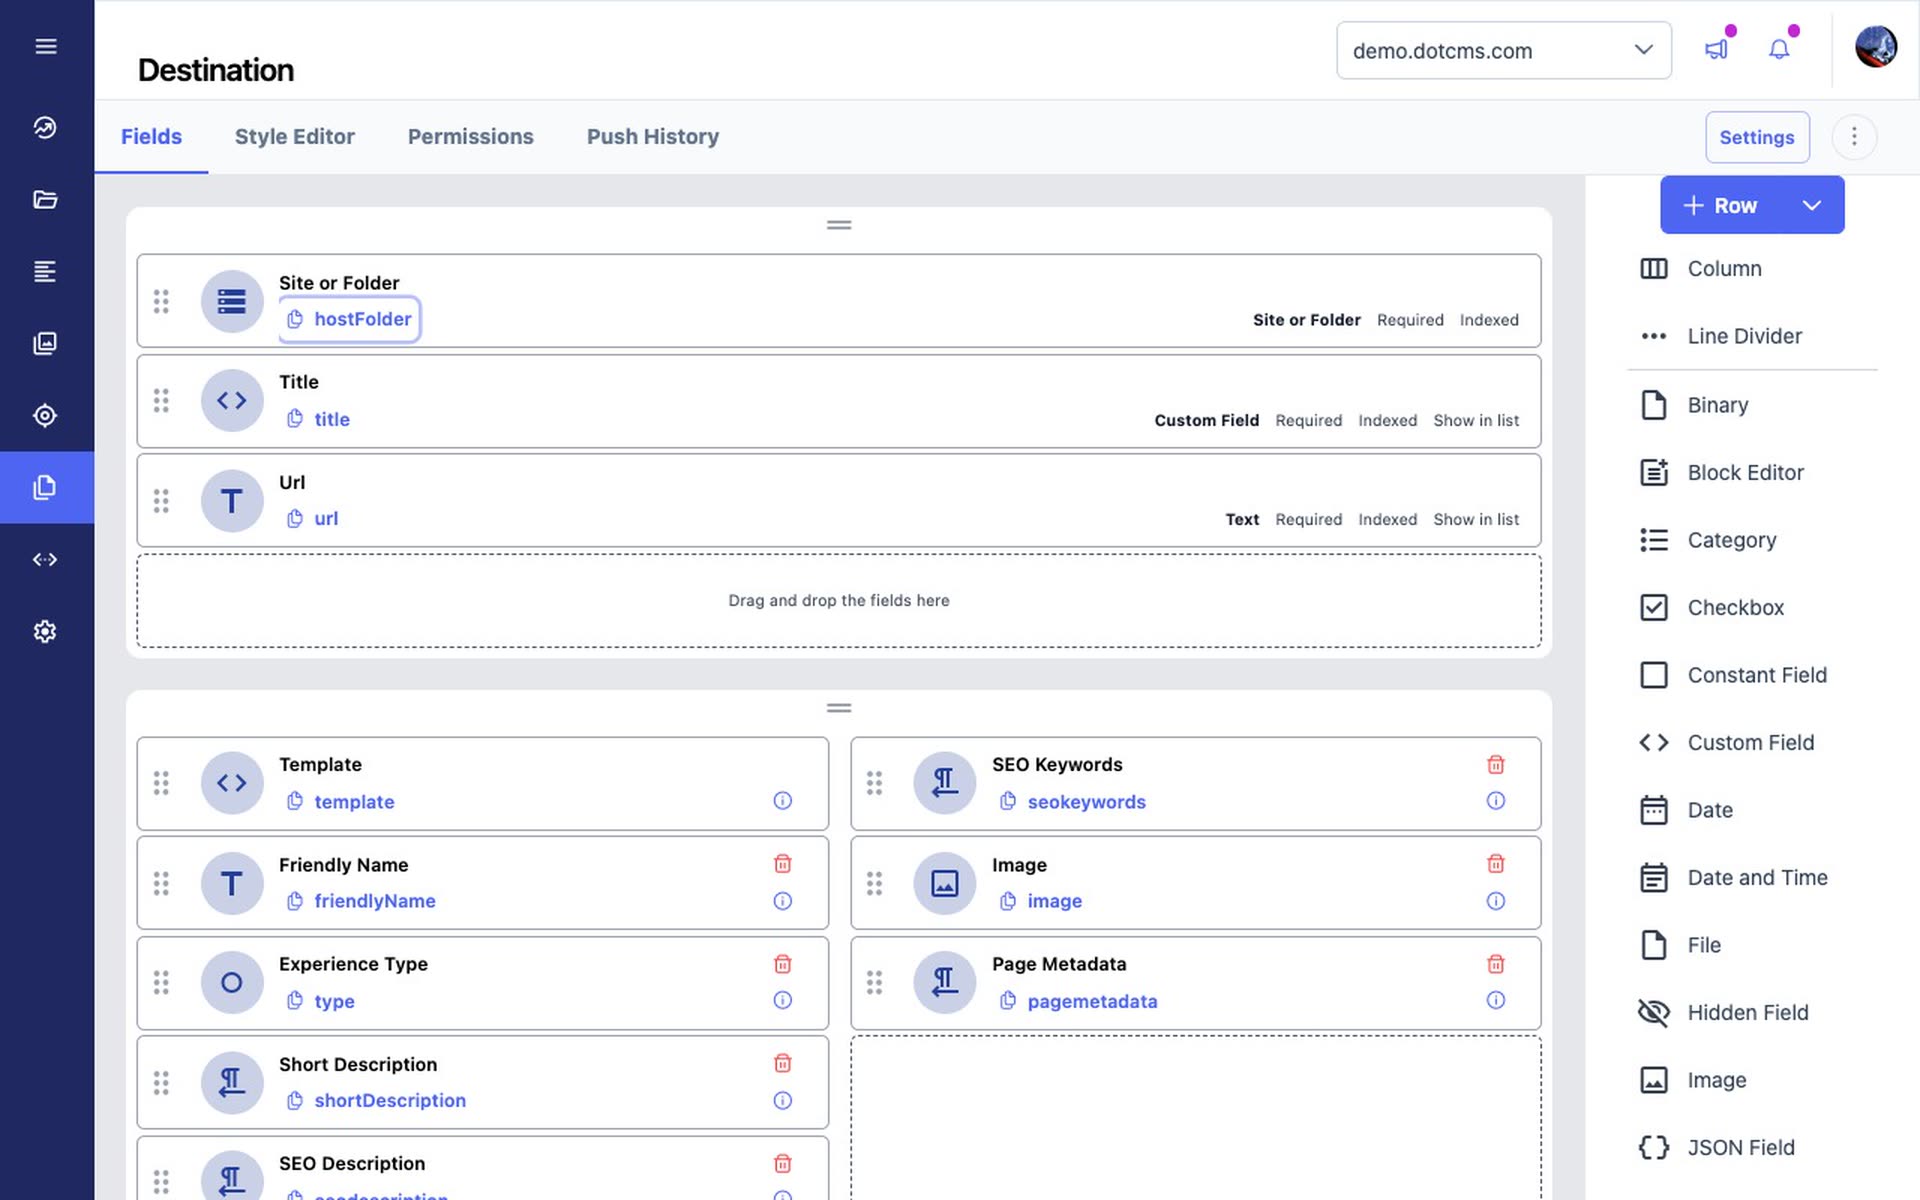 Destination
demo.dotcms.com
Fields
Style Editor
Permissions
Push History
Settings
Row
Site or Folder
hostFolder
Site or Folder Required Indexed
Title
title
Custom Field Required Indexed Show in list
Url
url
Text Required Indexed Show in list
Drag and drop the fields here
Template
template
Friendly Name
friendlyName
Experience Type
type
Short Description
shortDescription
SEO Description
seodescription
SEO Keywords
seokeywords
Image
image
Page Metadata
pagemetadata
Column
Line Divider
Binary
Block Editor
Category
Checkbox
Constant Field
Custom Field
Date
Date and Time
File
Hidden Field
Image
JSON Field